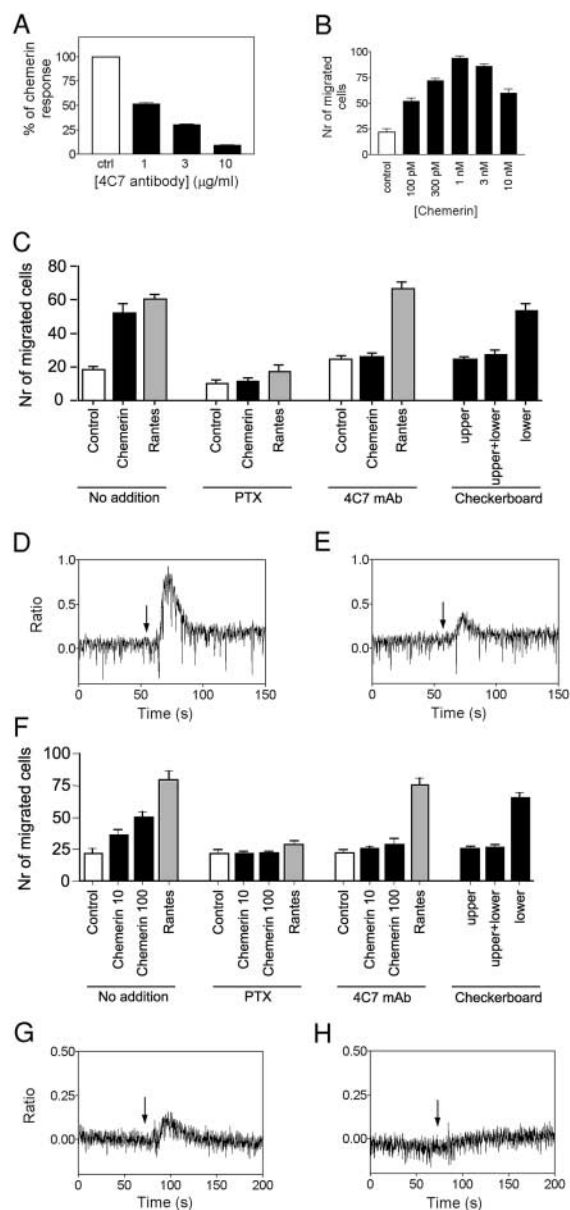 A
% of chemerin
response
100
75
50
25
0
ctrl 1 3 10
[4C7 antibody] (µg/ml)
B
Nr of migrated
cells
100
75
50
25
0
control
100 pM
300 pM
1 nM
3 nM
10 nM
[Chemerin]
C
Nr of migrated cells
80
60
40
20
0
Control
Chemerin
Rantes
Control
Chemerin
Rantes
Control
Chemerin
Rantes
upper
upper+lower
lower
No addition PTX 4C7 mAb Checkerboard
D
Ratio
1.0
0.5
0.0
0 50 100 150
Time (s)
E
1.0
0.5
0.0
0 50 100 150
Time (s)
F
Nr of migrated cells
100
75
50
25
0
Control
Chemerin 10
Chemerin 100
Rantes
Control
Chemerin 10
Chemerin 100
Rantes
Control
Chemerin 10
Chemerin 100
Rantes
upper
upper+lower
lower
No addition PTX 4C7 mAb Checkerboard
G
Ratio
0.50
0.25
0.00
0 50 100 150 200
Time (s)
H
0.50
0.25
0.00
0 50 100 150 200
Time (s)